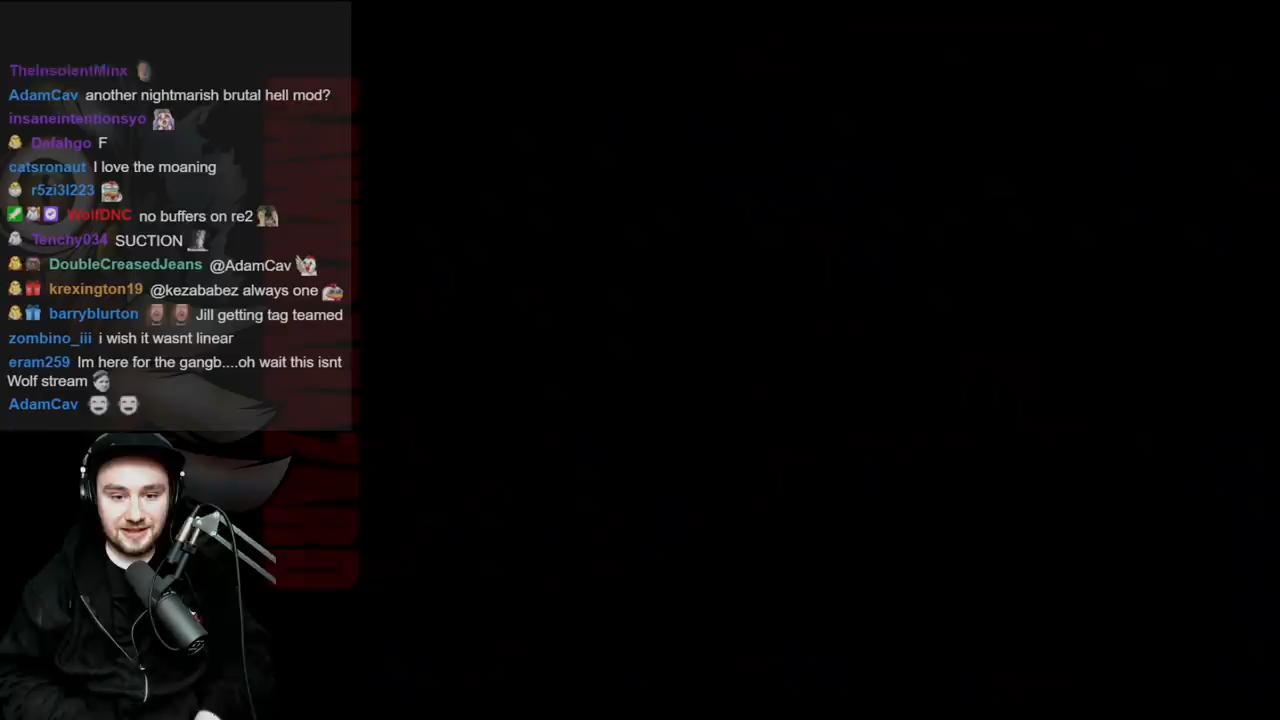 TheInsolentMinx
AdamCav another nightmarish brutal hell mod?
insaneintentionsyo
Dafahgo F
catsronaut I love the moaning
r5zi3l223
WolfDNC no buffers on re2
Tenchy034 SUCTION
DoubleCreasedJeans @AdamCav
krexington19 @kezababez always one
barryblurton Jill getting tag teamed
zombino_iii i wish it wasnt linear
eram259 Im here for the gangb....oh wait this isnt
Wolf stream
AdamCav